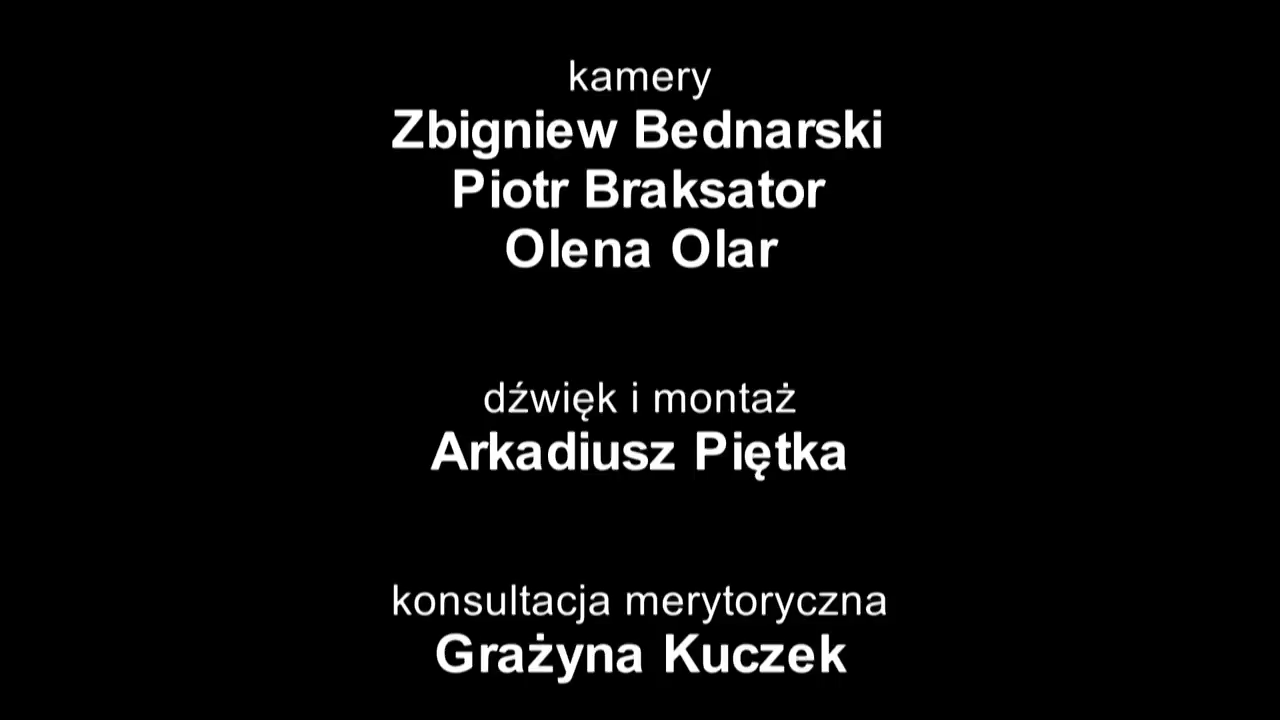 kamery
Zbigniew Bednarski
Piotr Braksator
Olena Olar
dźwięk i montaż
Arkadiusz Piętka
konsultacja merytoryczna
Grażyna Kuczek